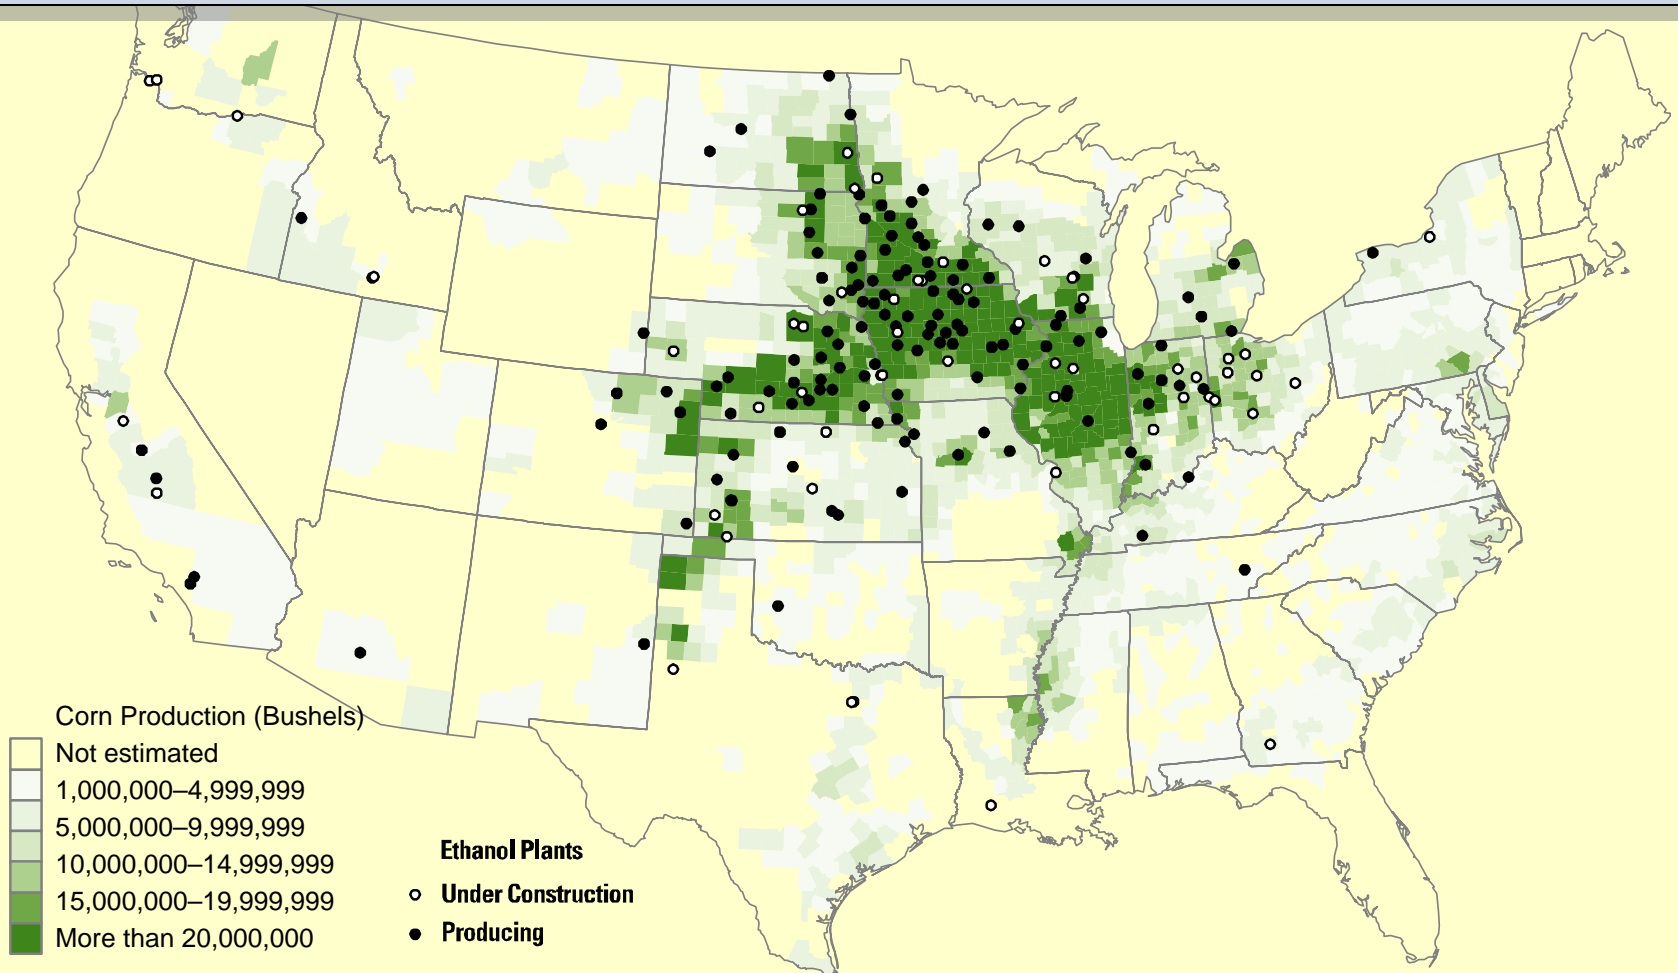 Corn Production (Bushels)
Not estimated
1,000,000–4,999,999
5,000,000–9,999,999
10,000,000–14,999,999
15,000,000–19,999,999
More than 20,000,000
Ethanol Plants
Under Construction
Producing